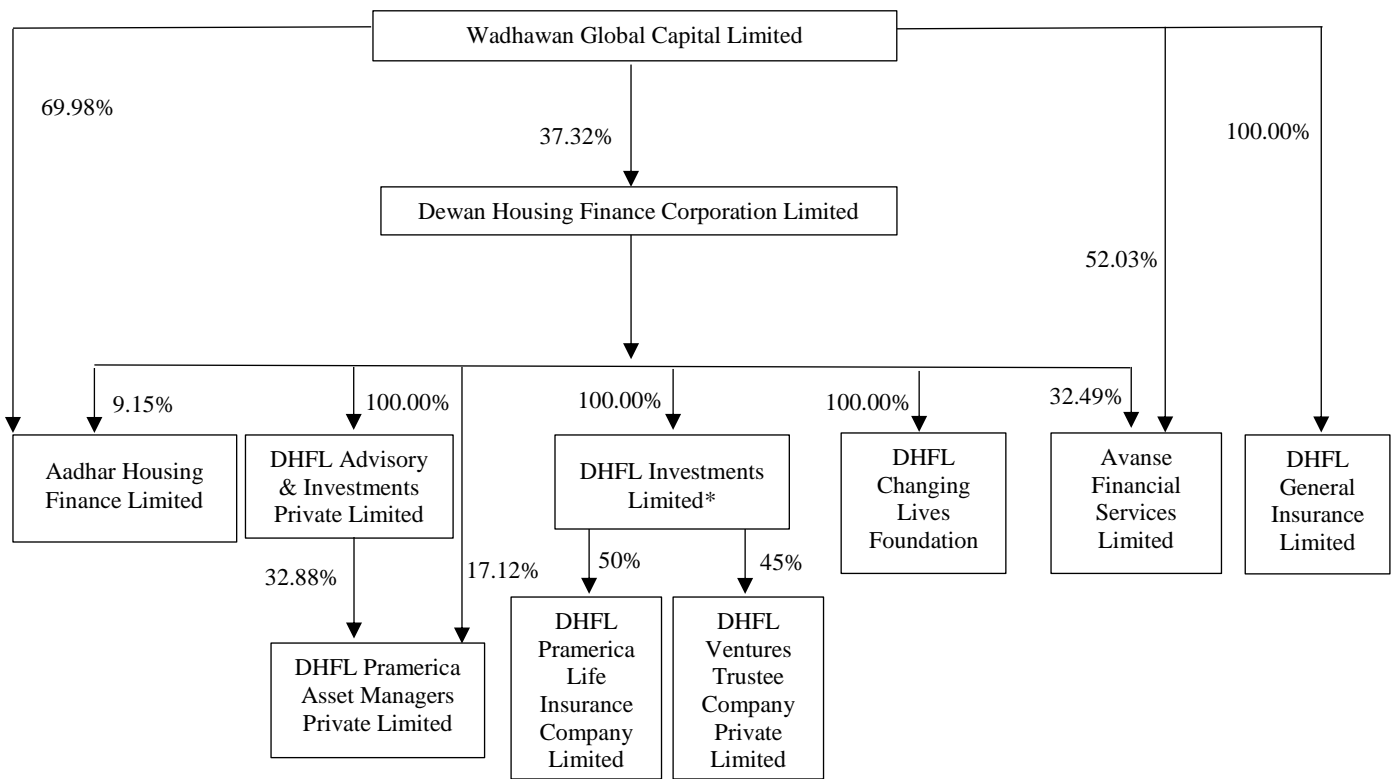 Wadhawan Global Capital Limited
69.98%
37.32%
100.00%
Dewan Housing Finance Corporation Limited
52.03%
9.15%
100.00%
100.00%
100.00%
32.49%
Aadhar Housing
Finance Limited
DHFL Advisory
& Investments
Private Limited
DHFL Investments
Limited*
DHFL
Changing
Lives
Foundation
Avanse
Financial
Services
Limited
DHFL
General
Insurance
Limited
32.88%
17.12%
50%
45%
DHFL Pramerica
Asset Managers
Private Limited
DHFL
Pramerica
Life
Insurance
Company
Limited
DHFL
Ventures
Trustee
Company
Private
Limited